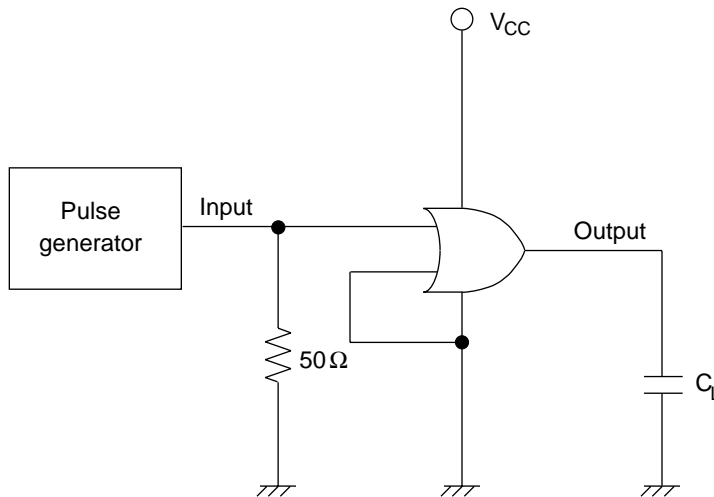 VCC
Pulse
generator
Input
Output
50Ω
CL